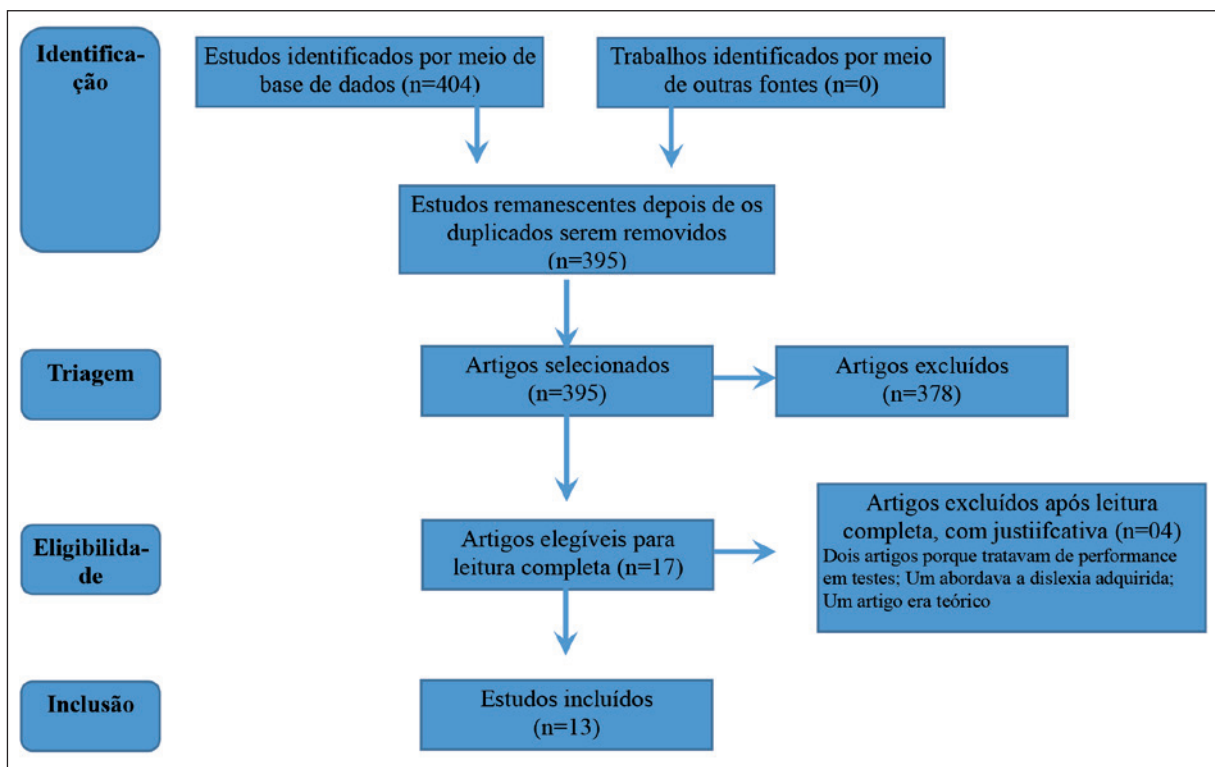 Identifica-
ção
Estudos identificados por meio de
base de dados (n=404)
Trabalhos identificados por meio
de outras fontes (n=0)
Estudos remanescentes depois de os
duplicados serem removidos
(n=395)
Triagem
Artigos selecionados
(n=395)
Artigos excluídos
(n=378)
Eligibilida-
de
Artigos elegíveis para
leitura completa (n=17)
Artigos excluídos após leitura
completa, com justiifcativa (n=04)
Dois artigos porque tratavam de performance
em testes; Um abordava a dislexia adquirida;
Um artigo era teórico
Inclusão
Estudos incluídos
(n=13)